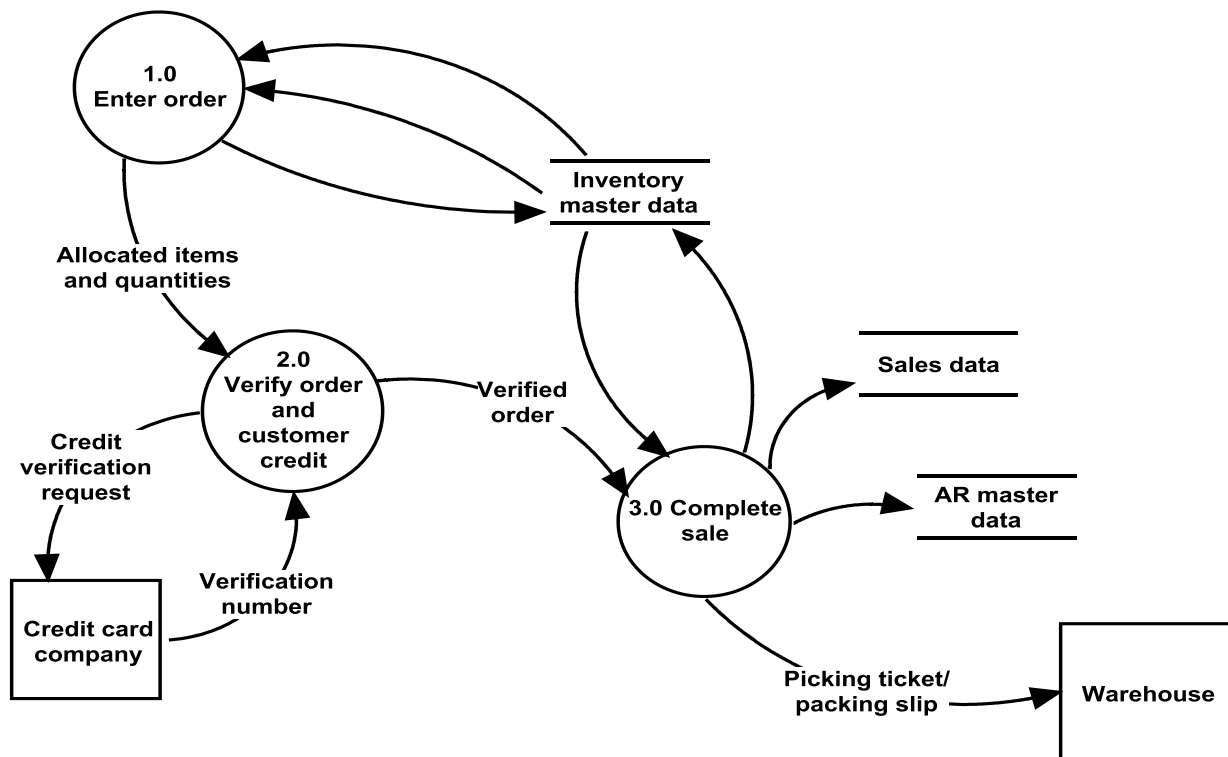 1.0
Enter order
Inventory
master data
Allocated items
and quantities
2.0
Verify order
and
customer
credit
Verified
order
Sales data
Credit
verification
request
3.0 Complete
sale
AR master
data
Verification
number
Credit card
company
Picking ticket/
packing slip
Warehouse